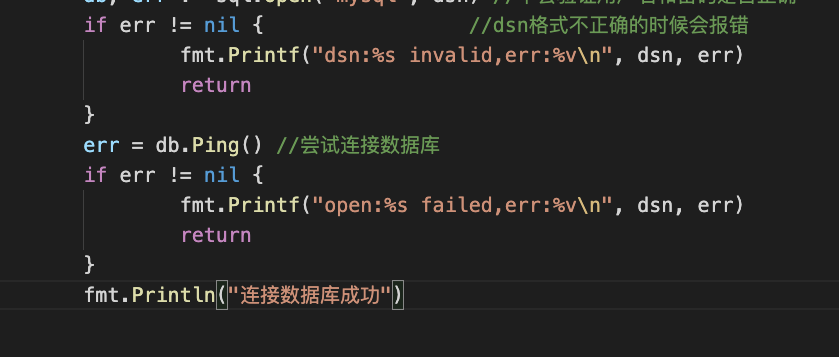 if err != nil { //dsn格式不正确的时候会报错
fmt.Printf("dsn:%s invalid,err:%v\n", dsn, err)
return
}
err = db.Ping() //尝试连接数据库
if err != nil {
fmt.Printf("open:%s failed,err:%v\n", dsn, err)
return
}
fmt.Println("连接数据库成功")